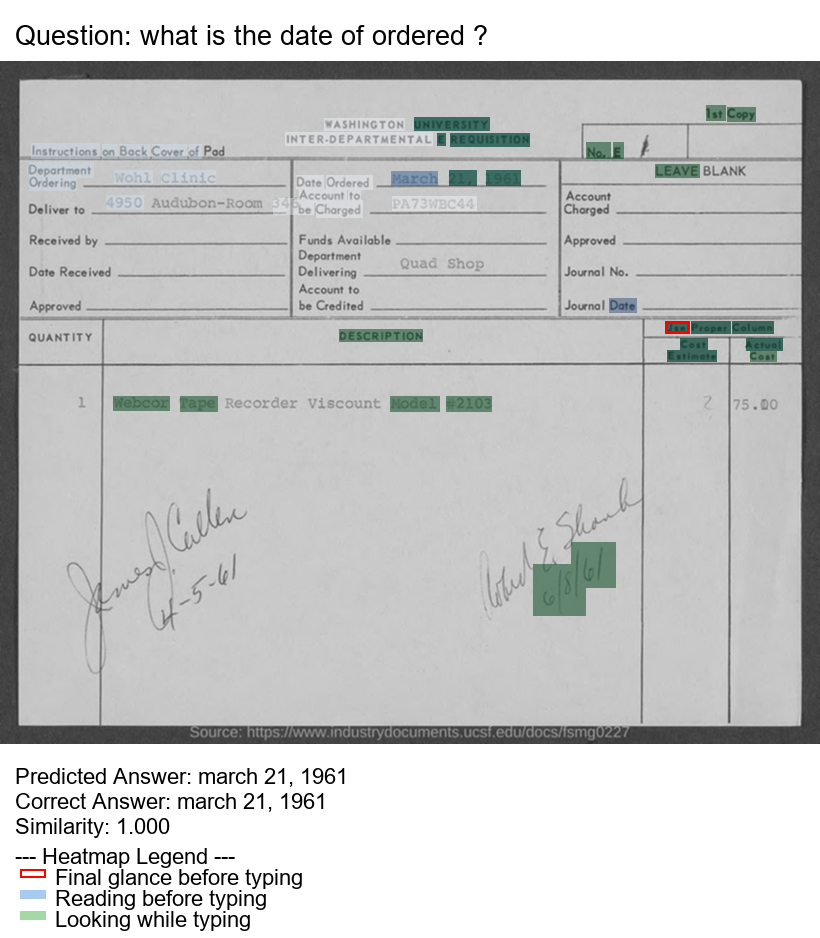 Question: what is the date of ordered ?
1st Copy
WASHINGTON UNIVERSITY
INTER-DEPARTMENTAL E REQUISITION
No. E 1
Instructions on Back Cover of Pad
Department Ordering Wohl Clinic
Date Ordered March 21, 1961
LEAVE BLANK
Deliver to 4950 Audubon-Room 346
Account to be Charged PA73WBC44
Account Charged
Received by
Funds Available
Approved
Date Received
Department Delivering Quad Shop
Journal No.
Approved
Account to be Credited
Journal Date
QUANTITY
DESCRIPTION
Use Proper Column
Cost Estimate
Actual Cost
1 Webcor Tape Recorder Viscount Model #2103 2 75.00
James J. Cullen
4-5-61
Robert E. Shank
6/8/61
Source: https://www.industrydocuments.ucsf.edu/docs/fsmg0227
Predicted Answer: march 21, 1961
Correct Answer: march 21, 1961
Similarity: 1.000
--- Heatmap Legend ---
Final glance before typing
Reading before typing
Looking while typing